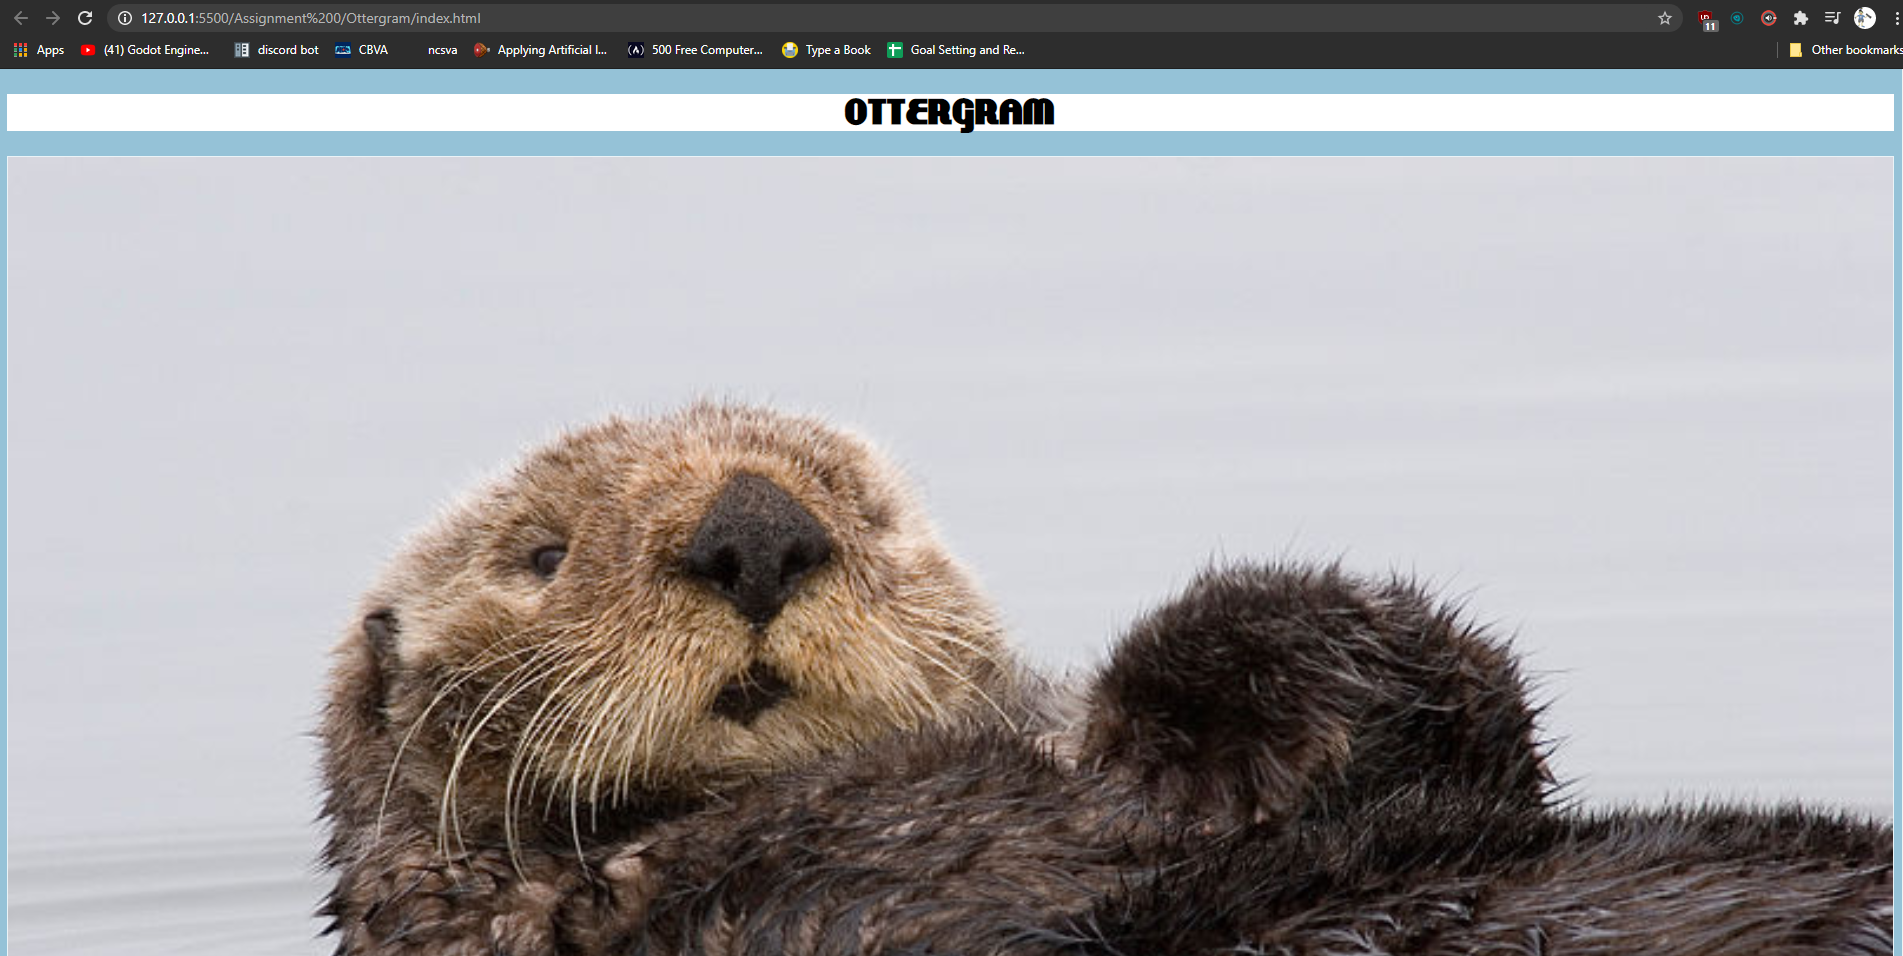 127.0.0.1:5500/Assignment%200/Ottergram/index.html
11
Apps (41) Godot Engine... discord bot CBVA ncsva Applying Artificial I... 500 Free Computer... Type a Book Goal Setting and Re... Other bookmarks
OTTERGRAM